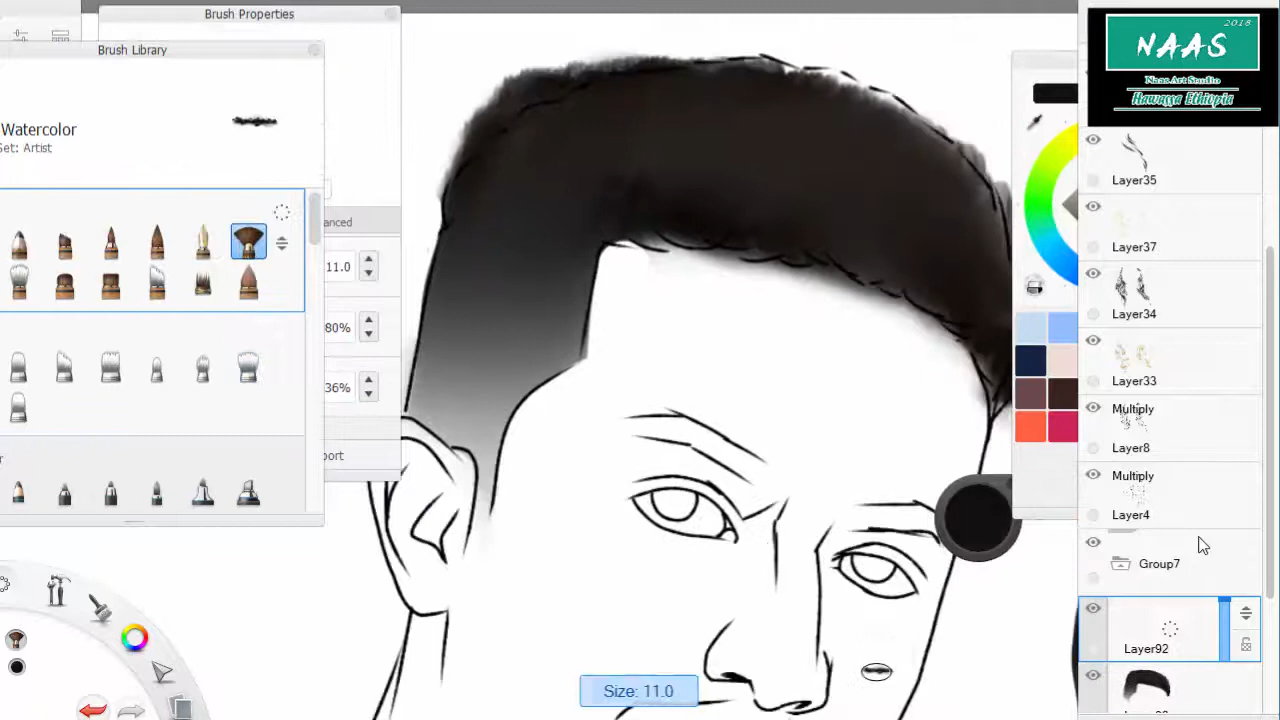 Brush Properties
Brush Library
Watercolor
Set: Artist
anced
11.0
80%
36%
ort
r
Size: 11.0
2018
NAAS
Naas Art Studio
Hawassa Ethiopia
Layer35
Layer37
Layer34
Layer33
Multiply
Layer8
Multiply
Layer4
Group7
Layer92